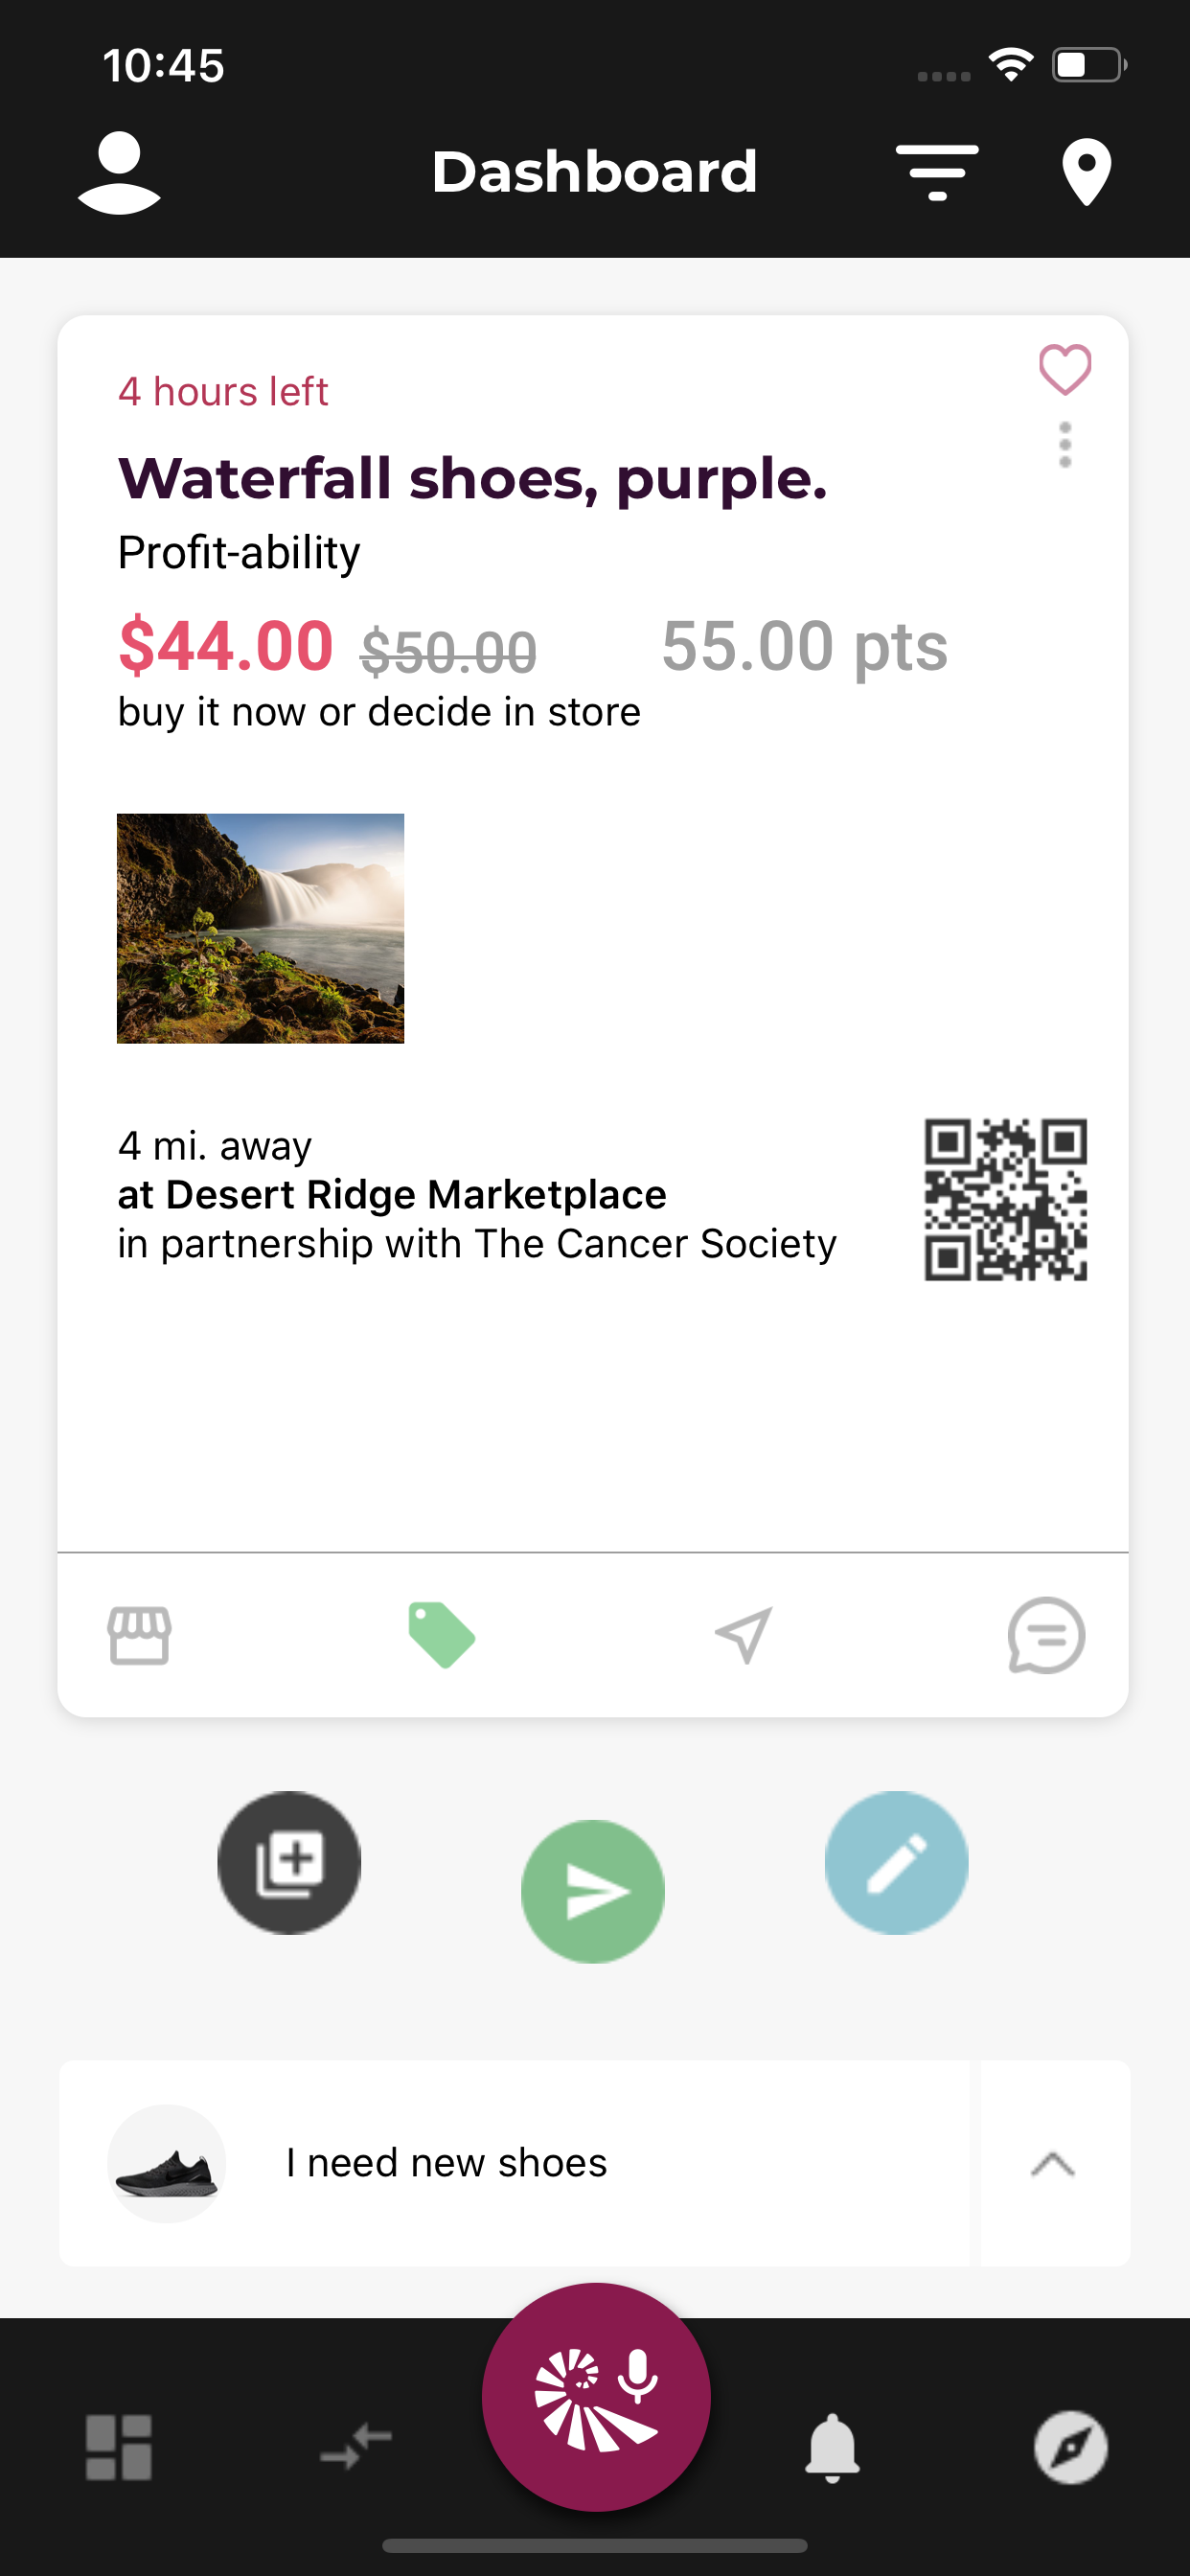 10:45
Dashboard
4 hours left
Waterfall shoes, purple.
Profit-ability
$44.00 $50.00 55.00 pts
buy it now or decide in store
4 mi. away
at Desert Ridge Marketplace
in partnership with The Cancer Society
I need new shoes